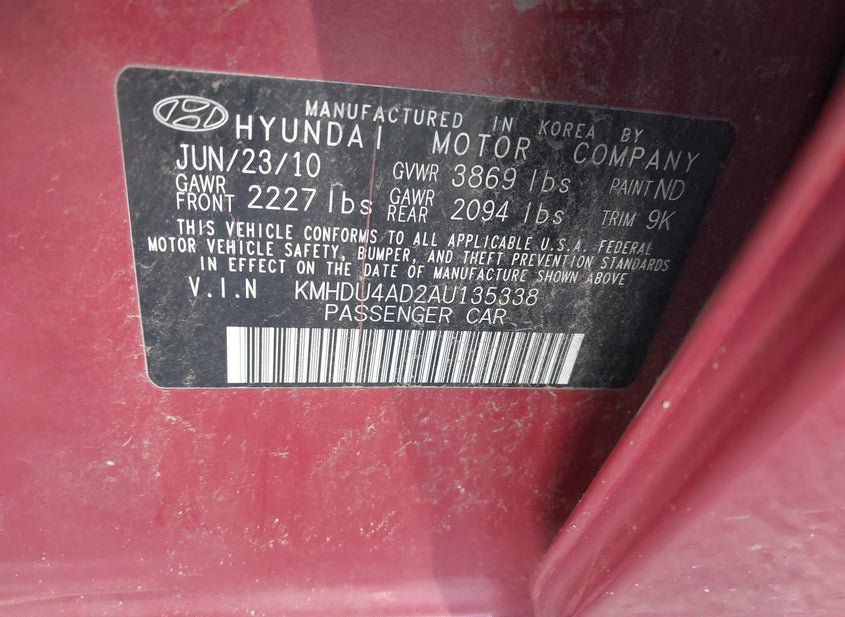 MANUFACTURED IN KOREA BY
HYUNDAI MOTOR COMPANY
JUN/23/10 GVWR 3869 lbs PAINT ND
GAWR FRONT 2227 lbs GAWR REAR 2094 lbs TRIM 9K
THIS VEHICLE CONFORMS TO ALL APPLICABLE U.S.A. FEDERAL
MOTOR VEHICLE SAFETY, BUMPER, AND THEFT PREVENTION STANDARDS
IN EFFECT ON THE DATE OF MANUFACTURE SHOWN ABOVE
V.I.N KMHDU4AD2AU135338
PASSENGER CAR